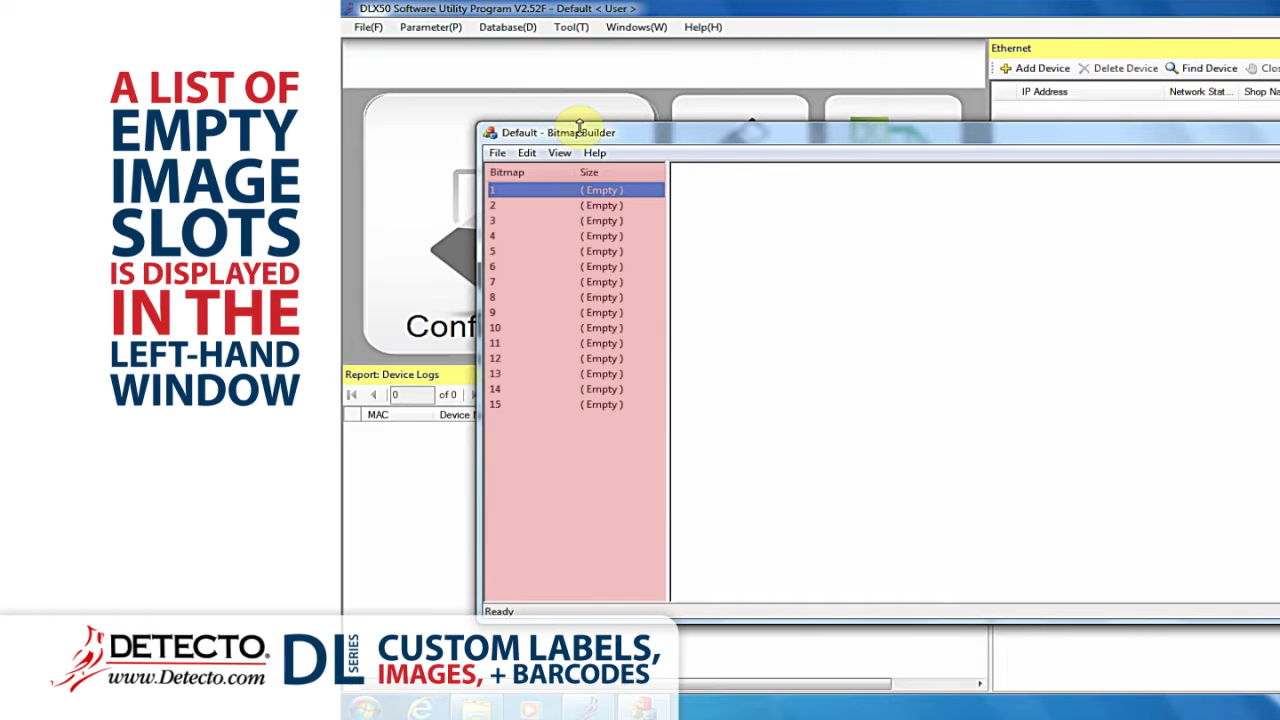 A LIST OF
EMPTY
IMAGE
SLOTS
IS DISPLAYED
IN THE
LEFT-HAND
WINDOW
DLX50 Software Utility Program V2.52F - Default < User >
File(F) Parameter(P) Database(D) Tool(T) Windows(W) Help(H)
Ethernet
Add Device Delete Device Find Device
IP Address Network Stat... Shop Na
Conf
Report: Device Logs
0 of 0
MAC Device
Default - BitmapBuilder
File Edit View Help
Bitmap Size
1 ( Empty )
2 ( Empty )
3 ( Empty )
4 ( Empty )
5 ( Empty )
6 ( Empty )
7 ( Empty )
8 ( Empty )
9 ( Empty )
10 ( Empty )
11 ( Empty )
12 ( Empty )
13 ( Empty )
14 ( Empty )
15 ( Empty )
Ready
DETECTO®
www.Detecto.com
DL SERIES
CUSTOM LABELS,
IMAGES, + BARCODES